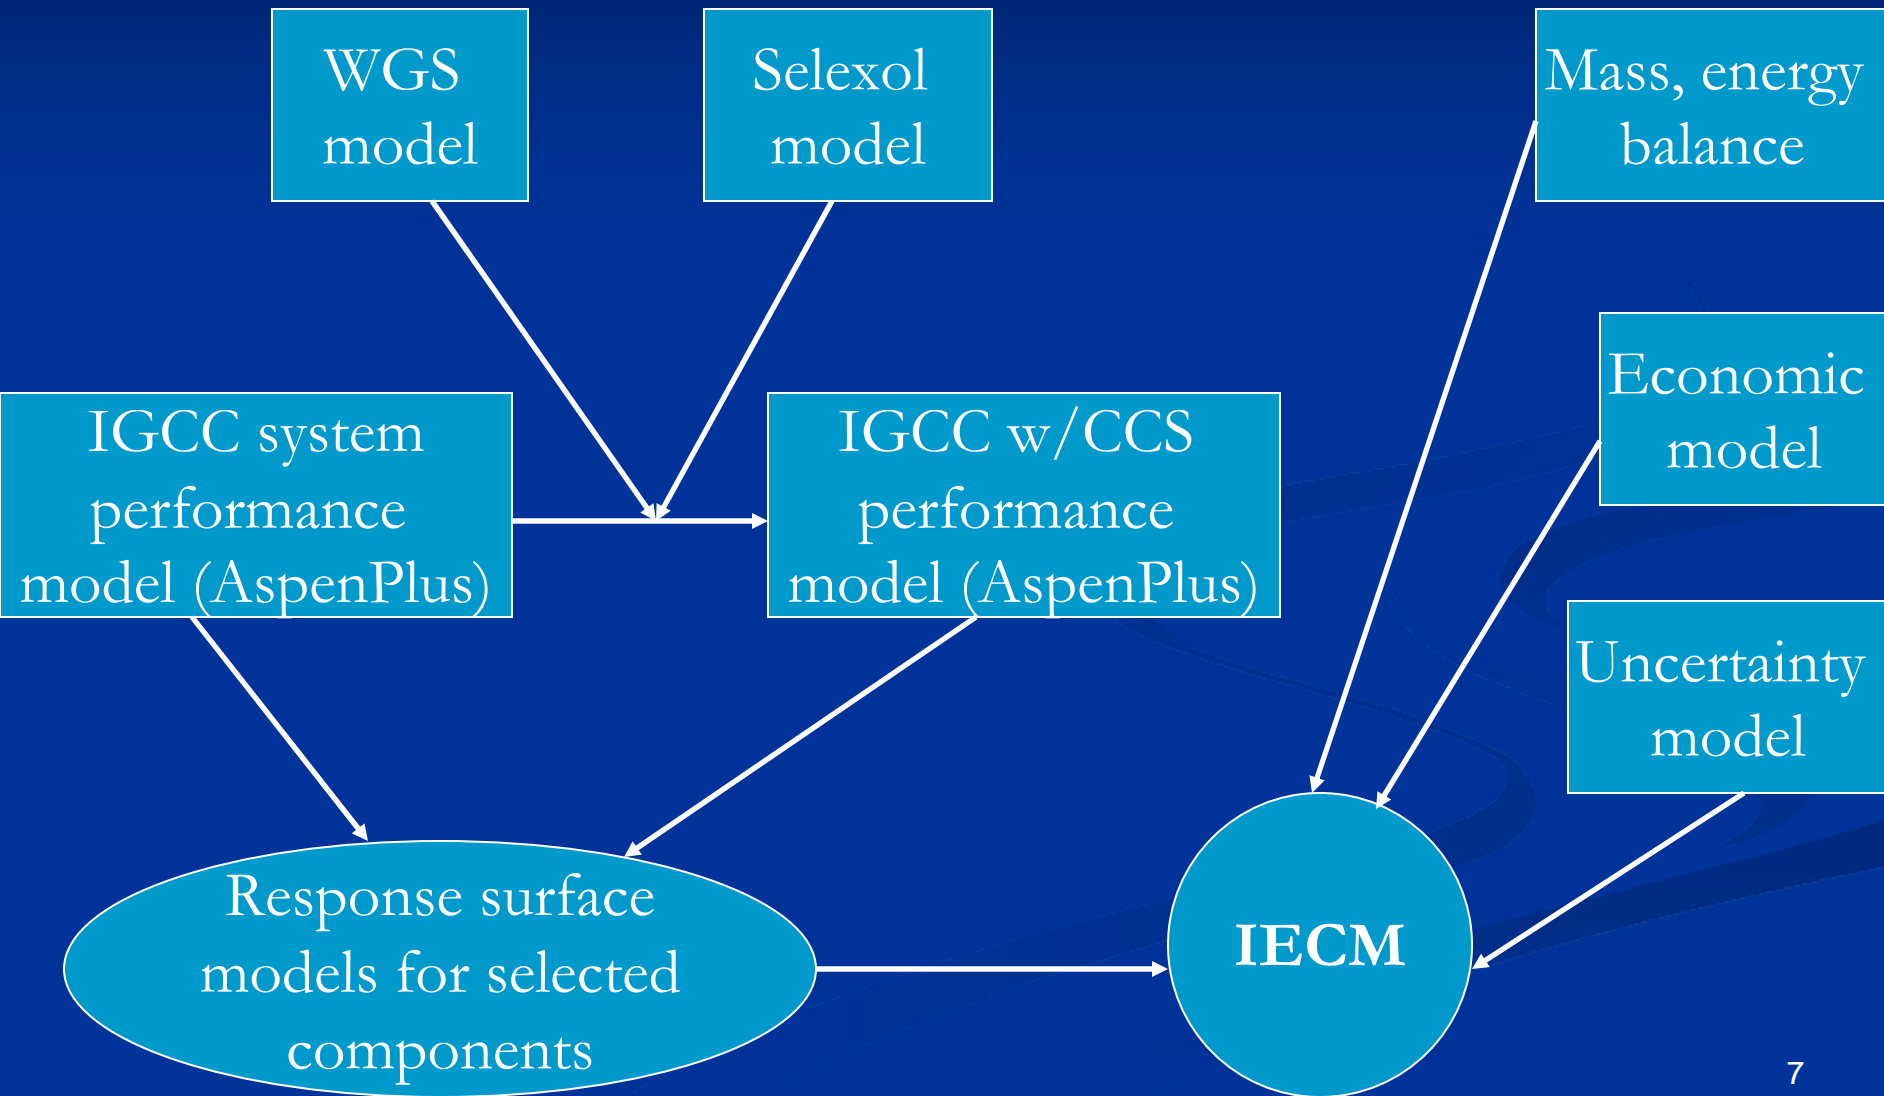 WGS
model
Selexol
model
Mass, energy
balance
Economic
model
IGCC system
performance
model (AspenPlus)
IGCC w/CCS
performance
model (AspenPlus)
Uncertainty
model
Response surface
models for selected
components
IECM
7